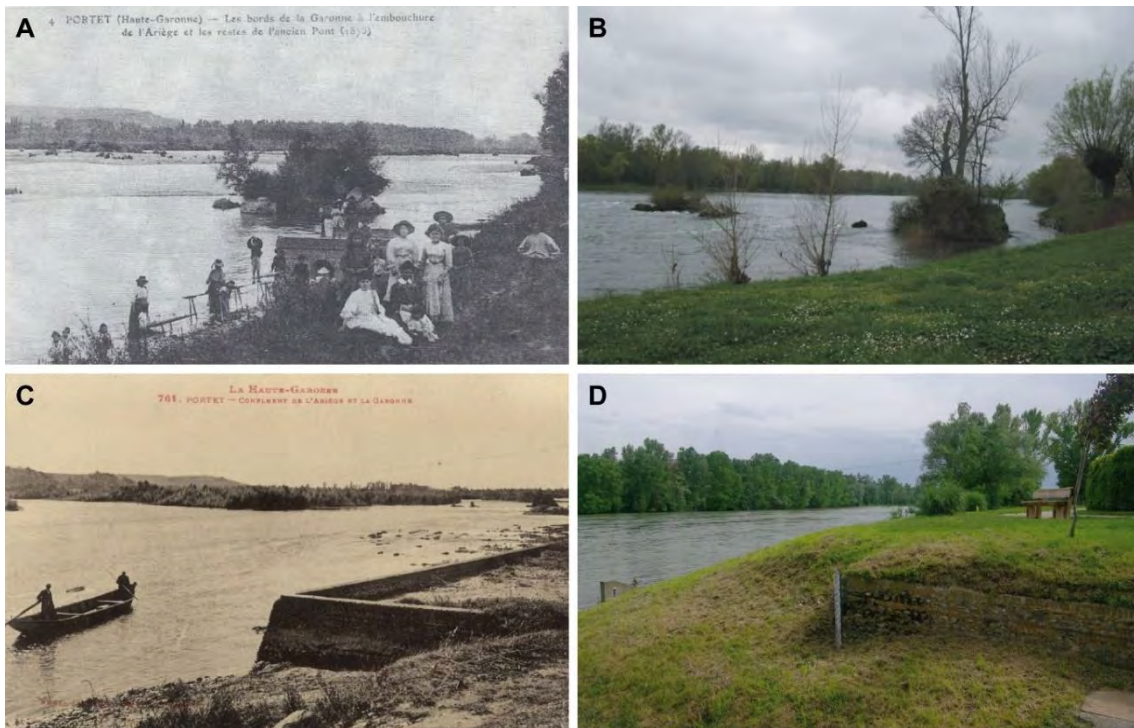 A
4 PORTET (Haute-Garonne) — Les bords de la Garonne à l'embouchure
de l'Ariège et les restes de l'ancien Pont (1875)
B
C
LA HAUTE-GARONNE
761. PORTET — CONFLUENT DE L'ARIÈGE ET LA GARONNE
D